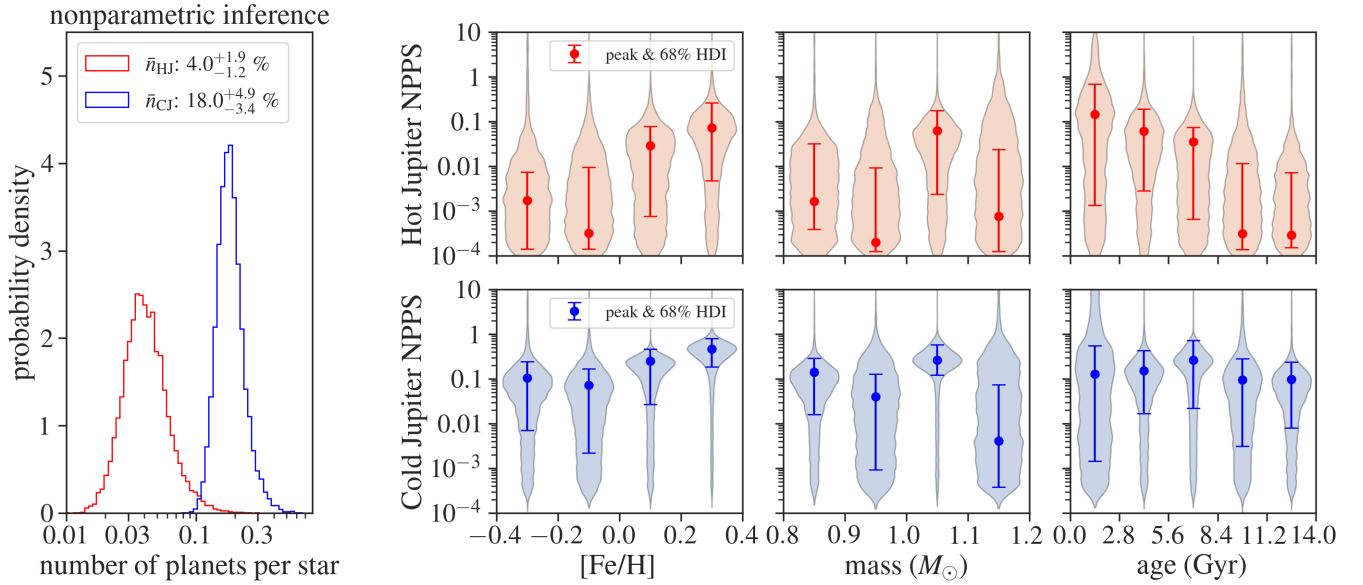 nonparametric inference
n̄HJ: 4.0+1.9−1.2 %
n̄CJ: 18.0+4.9−3.4 %
probability density
5
4
3
2
1
0
0.01 0.03 0.1 0.3
number of planets per star
Hot Jupiter NPPS
10
1
0.1
0.01
10−3
10−4
peak & 68% HDI
Cold Jupiter NPPS
10
1
0.1
0.01
10−3
10−4
peak & 68% HDI
−0.4 −0.2 0.0 0.2 0.4
[Fe/H]
0.8 0.9 1.0 1.1 1.2
mass (M⊙)
0.0 2.8 5.6 8.4 11.2 14.0
age (Gyr)